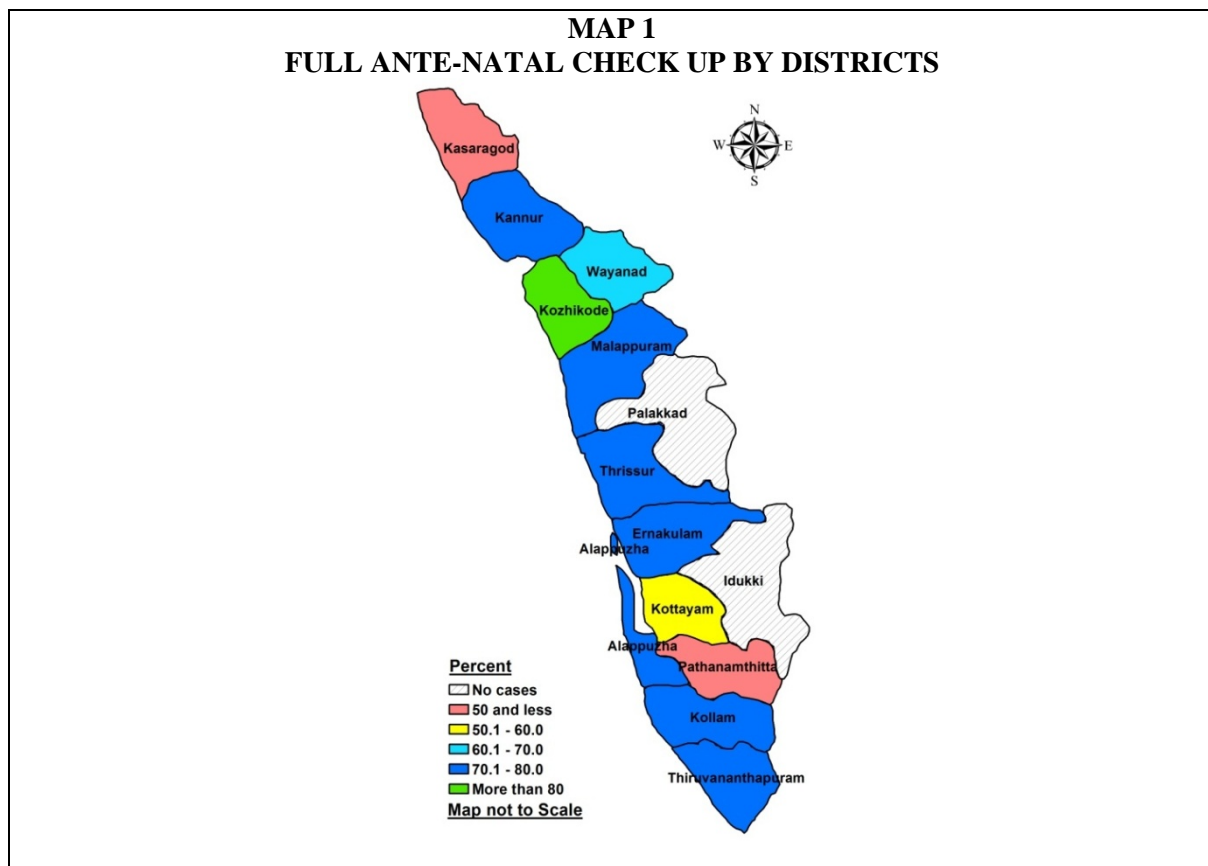 MAP 1
FULL ANTE-NATAL CHECK UP BY DISTRICTS
N
W E
S
Kasaragod
Kannur
Wayanad
Kozhikode
Malappuram
Palakkad
Thrissur
Ernakulam
Alappuzha
Idukki
Kottayam
Alappuzha
Pathanamthitta
Kollam
Thiruvananthapuram
Percent
No cases
50 and less
50.1 - 60.0
60.1 - 70.0
70.1 - 80.0
More than 80
Map not to Scale